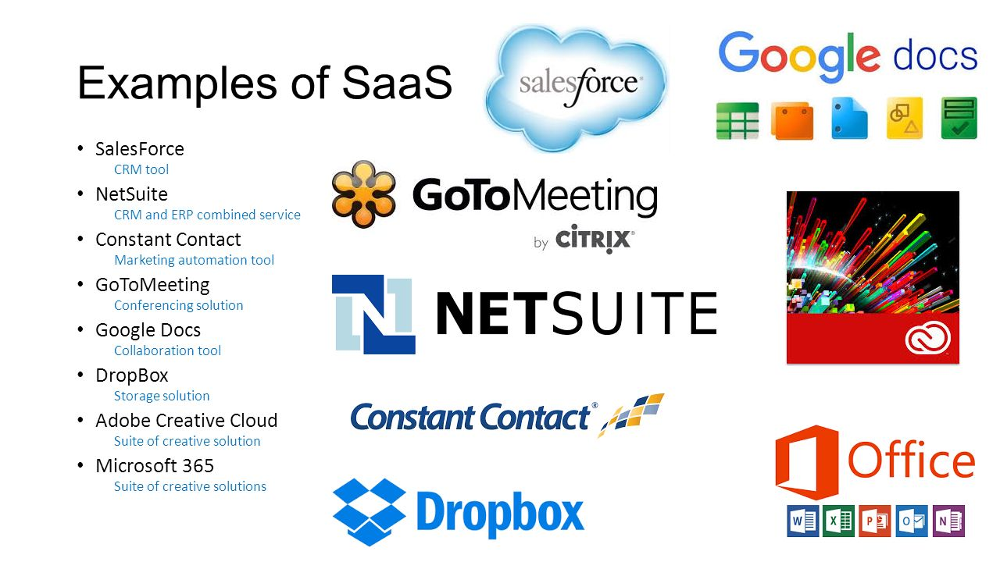 Examples of SaaS
• SalesForce
CRM tool
• NetSuite
CRM and ERP combined service
• Constant Contact
Marketing automation tool
• GoToMeeting
Conferencing solution
• Google Docs
Collaboration tool
• DropBox
Storage solution
• Adobe Creative Cloud
Suite of creative solution
• Microsoft 365
Suite of creative solutions
salesforce
Google docs
GoToMeeting
by CİTRIX®
NETSUITE
Constant Contact®
Dropbox
Office
W X P O N